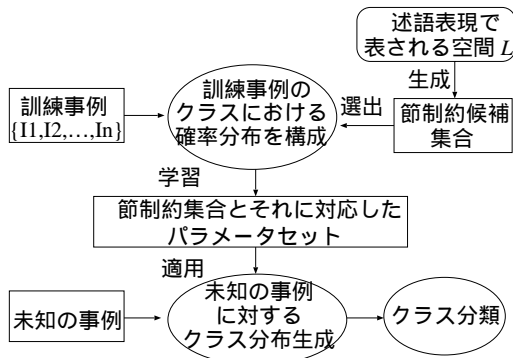 述語表現で
表される空間 L
生成
訓練事例の
クラスにおける
確率分布を構成
訓練事例
{I1,I2,…,In}
選出
節制約候補
集合
学習
節制約集合とそれに対応した
パラメータセット
適用
未知の事例
未知の事例
に対する
クラス分布生成
クラス分類